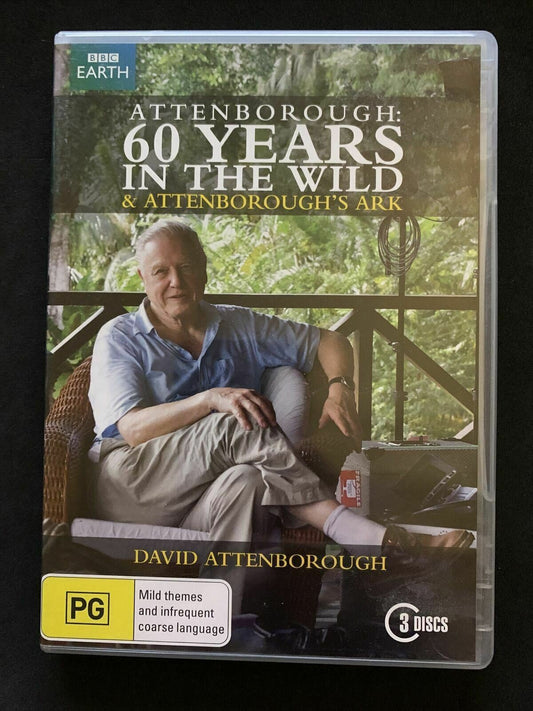 BBC
EARTH
ATTENBOROUGH:
60 YEARS
IN THE WILD
& ATTENBOROUGH'S ARK
FRAGILE
DAVID ATTENBOROUGH
PG
Mild themes
and infrequent
coarse language
3 DISCS